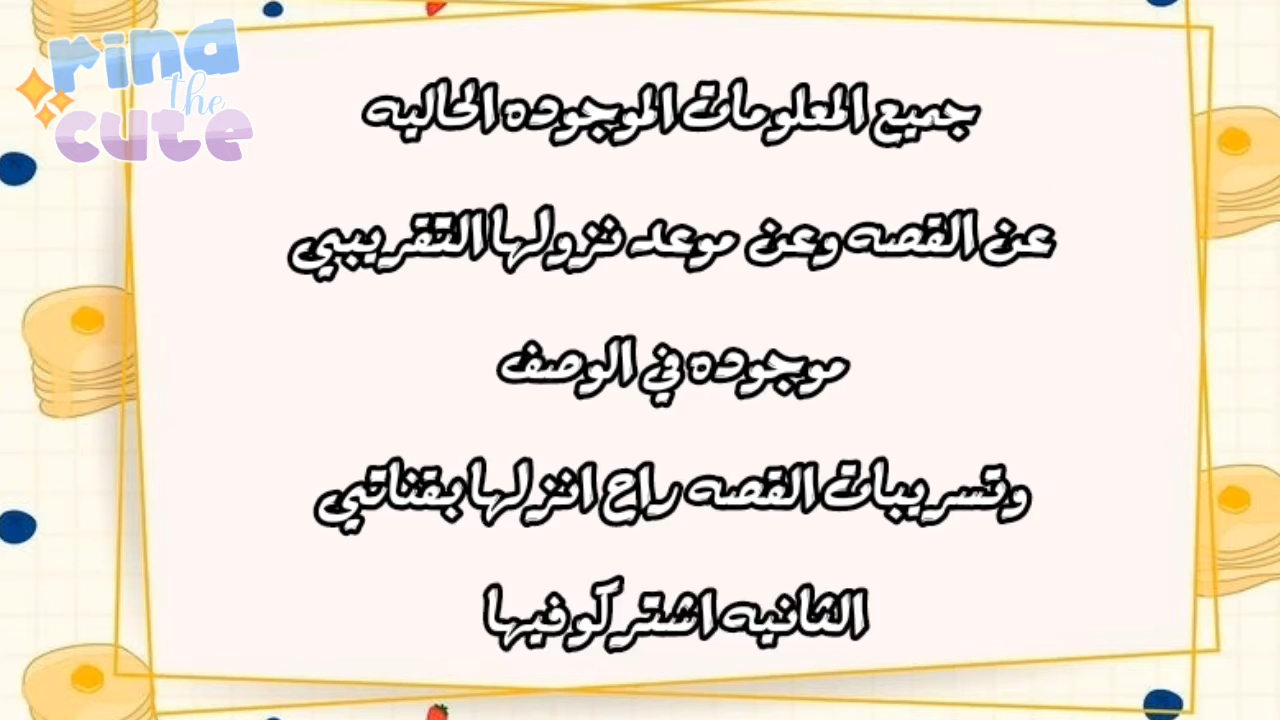 rina
the
cute
جميع المعلومات الموجوده الحاليه
عن القصه وعن موعد نزولها التقريبي
موجوده في الوصف
وتسريبات القصه راح انزلها بقناتي
الثانيه اشتركو فيها